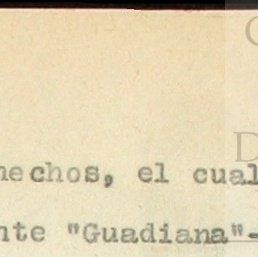 hechos, el cual
nte "Guadiana"-